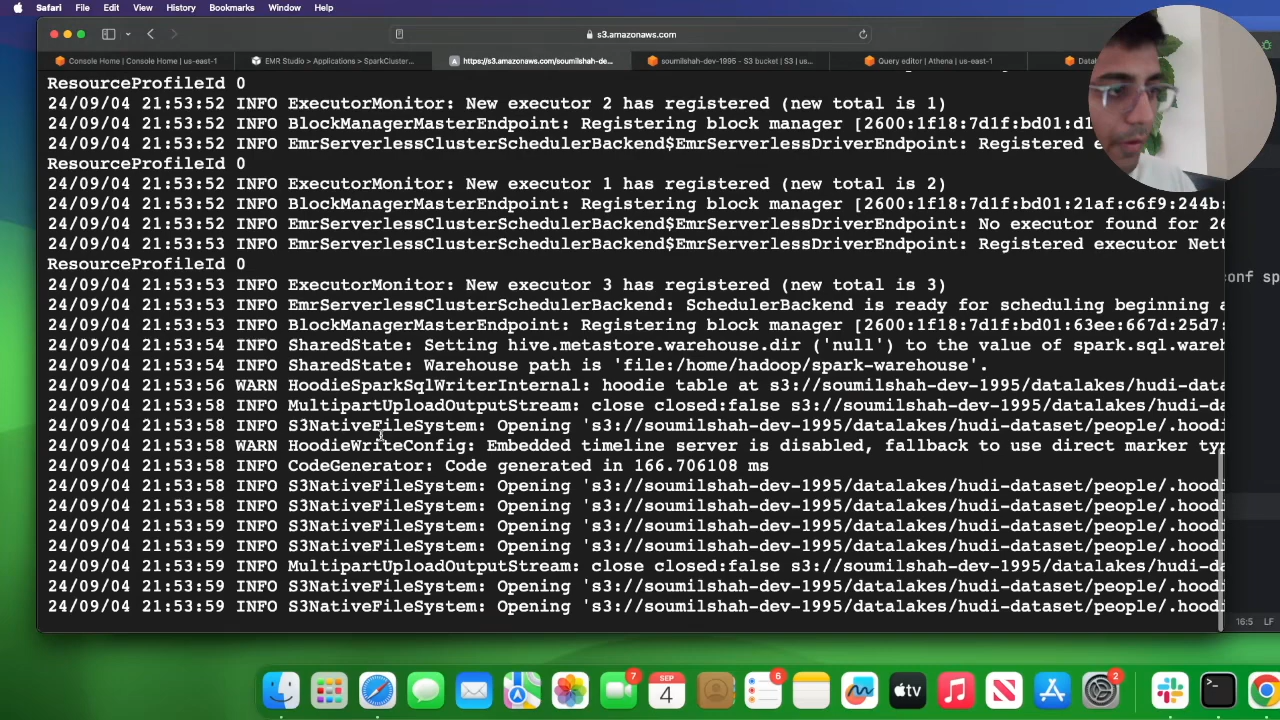 Safari File Edit View History Bookmarks Window Help
s3.amazonaws.com
Console Home | Console Home | us-east-1
EMR Studio > Applications > SparkCluster...
A https://s3.amazonaws.com/soumilshah-de...
soumilshah-dev-1995 - S3 bucket | S3 | us...
Query editor | Athena | us-east-1
ResourceProfileId 0
24/09/04 21:53:52 INFO ExecutorMonitor: New executor 2 has registered (new total is 1)
24/09/04 21:53:52 INFO BlockManagerMasterEndpoint: Registering block manager [2600:1f18:7d1f:bd01:d1
24/09/04 21:53:52 INFO EmrServerlessClusterSchedulerBackend$EmrServerlessDriverEndpoint: Registered e
ResourceProfileId 0
24/09/04 21:53:52 INFO ExecutorMonitor: New executor 1 has registered (new total is 2)
24/09/04 21:53:52 INFO BlockManagerMasterEndpoint: Registering block manager [2600:1f18:7d1f:bd01:21af:c6f9:244b:
24/09/04 21:53:53 INFO EmrServerlessClusterSchedulerBackend$EmrServerlessDriverEndpoint: No executor found for 26
24/09/04 21:53:53 INFO EmrServerlessClusterSchedulerBackend$EmrServerlessDriverEndpoint: Registered executor Nett
ResourceProfileId 0
24/09/04 21:53:53 INFO ExecutorMonitor: New executor 3 has registered (new total is 3)
24/09/04 21:53:53 INFO EmrServerlessClusterSchedulerBackend: SchedulerBackend is ready for scheduling beginning a
24/09/04 21:53:53 INFO BlockManagerMasterEndpoint: Registering block manager [2600:1f18:7d1f:bd01:63ee:667d:25d7:
24/09/04 21:53:54 INFO SharedState: Setting hive.metastore.warehouse.dir ('null') to the value of spark.sql.wareh
24/09/04 21:53:54 INFO SharedState: Warehouse path is 'file:/home/hadoop/spark-warehouse'.
24/09/04 21:53:56 WARN HoodieSparkSqlWriterInternal: hoodie table at s3://soumilshah-dev-1995/datalakes/hudi-data
24/09/04 21:53:58 INFO MultipartUploadOutputStream: close closed:false s3://soumilshah-dev-1995/datalakes/hudi-da
24/09/04 21:53:58 INFO S3NativeFileSystem: Opening 's3://soumilshah-dev-1995/datalakes/hudi-dataset/people/.hoodi
24/09/04 21:53:58 WARN HoodieWriteConfig: Embedded timeline server is disabled, fallback to use direct marker typ
24/09/04 21:53:58 INFO CodeGenerator: Code generated in 166.706108 ms
24/09/04 21:53:58 INFO S3NativeFileSystem: Opening 's3://soumilshah-dev-1995/datalakes/hudi-dataset/people/.hoodi
24/09/04 21:53:58 INFO S3NativeFileSystem: Opening 's3://soumilshah-dev-1995/datalakes/hudi-dataset/people/.hoodi
24/09/04 21:53:59 INFO S3NativeFileSystem: Opening 's3://soumilshah-dev-1995/datalakes/hudi-dataset/people/.hoodi
24/09/04 21:53:59 INFO S3NativeFileSystem: Opening 's3://soumilshah-dev-1995/datalakes/hudi-dataset/people/.hoodi
24/09/04 21:53:59 INFO MultipartUploadOutputStream: close closed:false s3://soumilshah-dev-1995/datalakes/hudi-da
24/09/04 21:53:59 INFO S3NativeFileSystem: Opening 's3://soumilshah-dev-1995/datalakes/hudi-dataset/people/.hoodi
24/09/04 21:53:59 INFO S3NativeFileSystem: Opening 's3://soumilshah-dev-1995/datalakes/hudi-dataset/people/.hoodi
conf sp
16:5 LF
7
SEP
4
6
tv
2